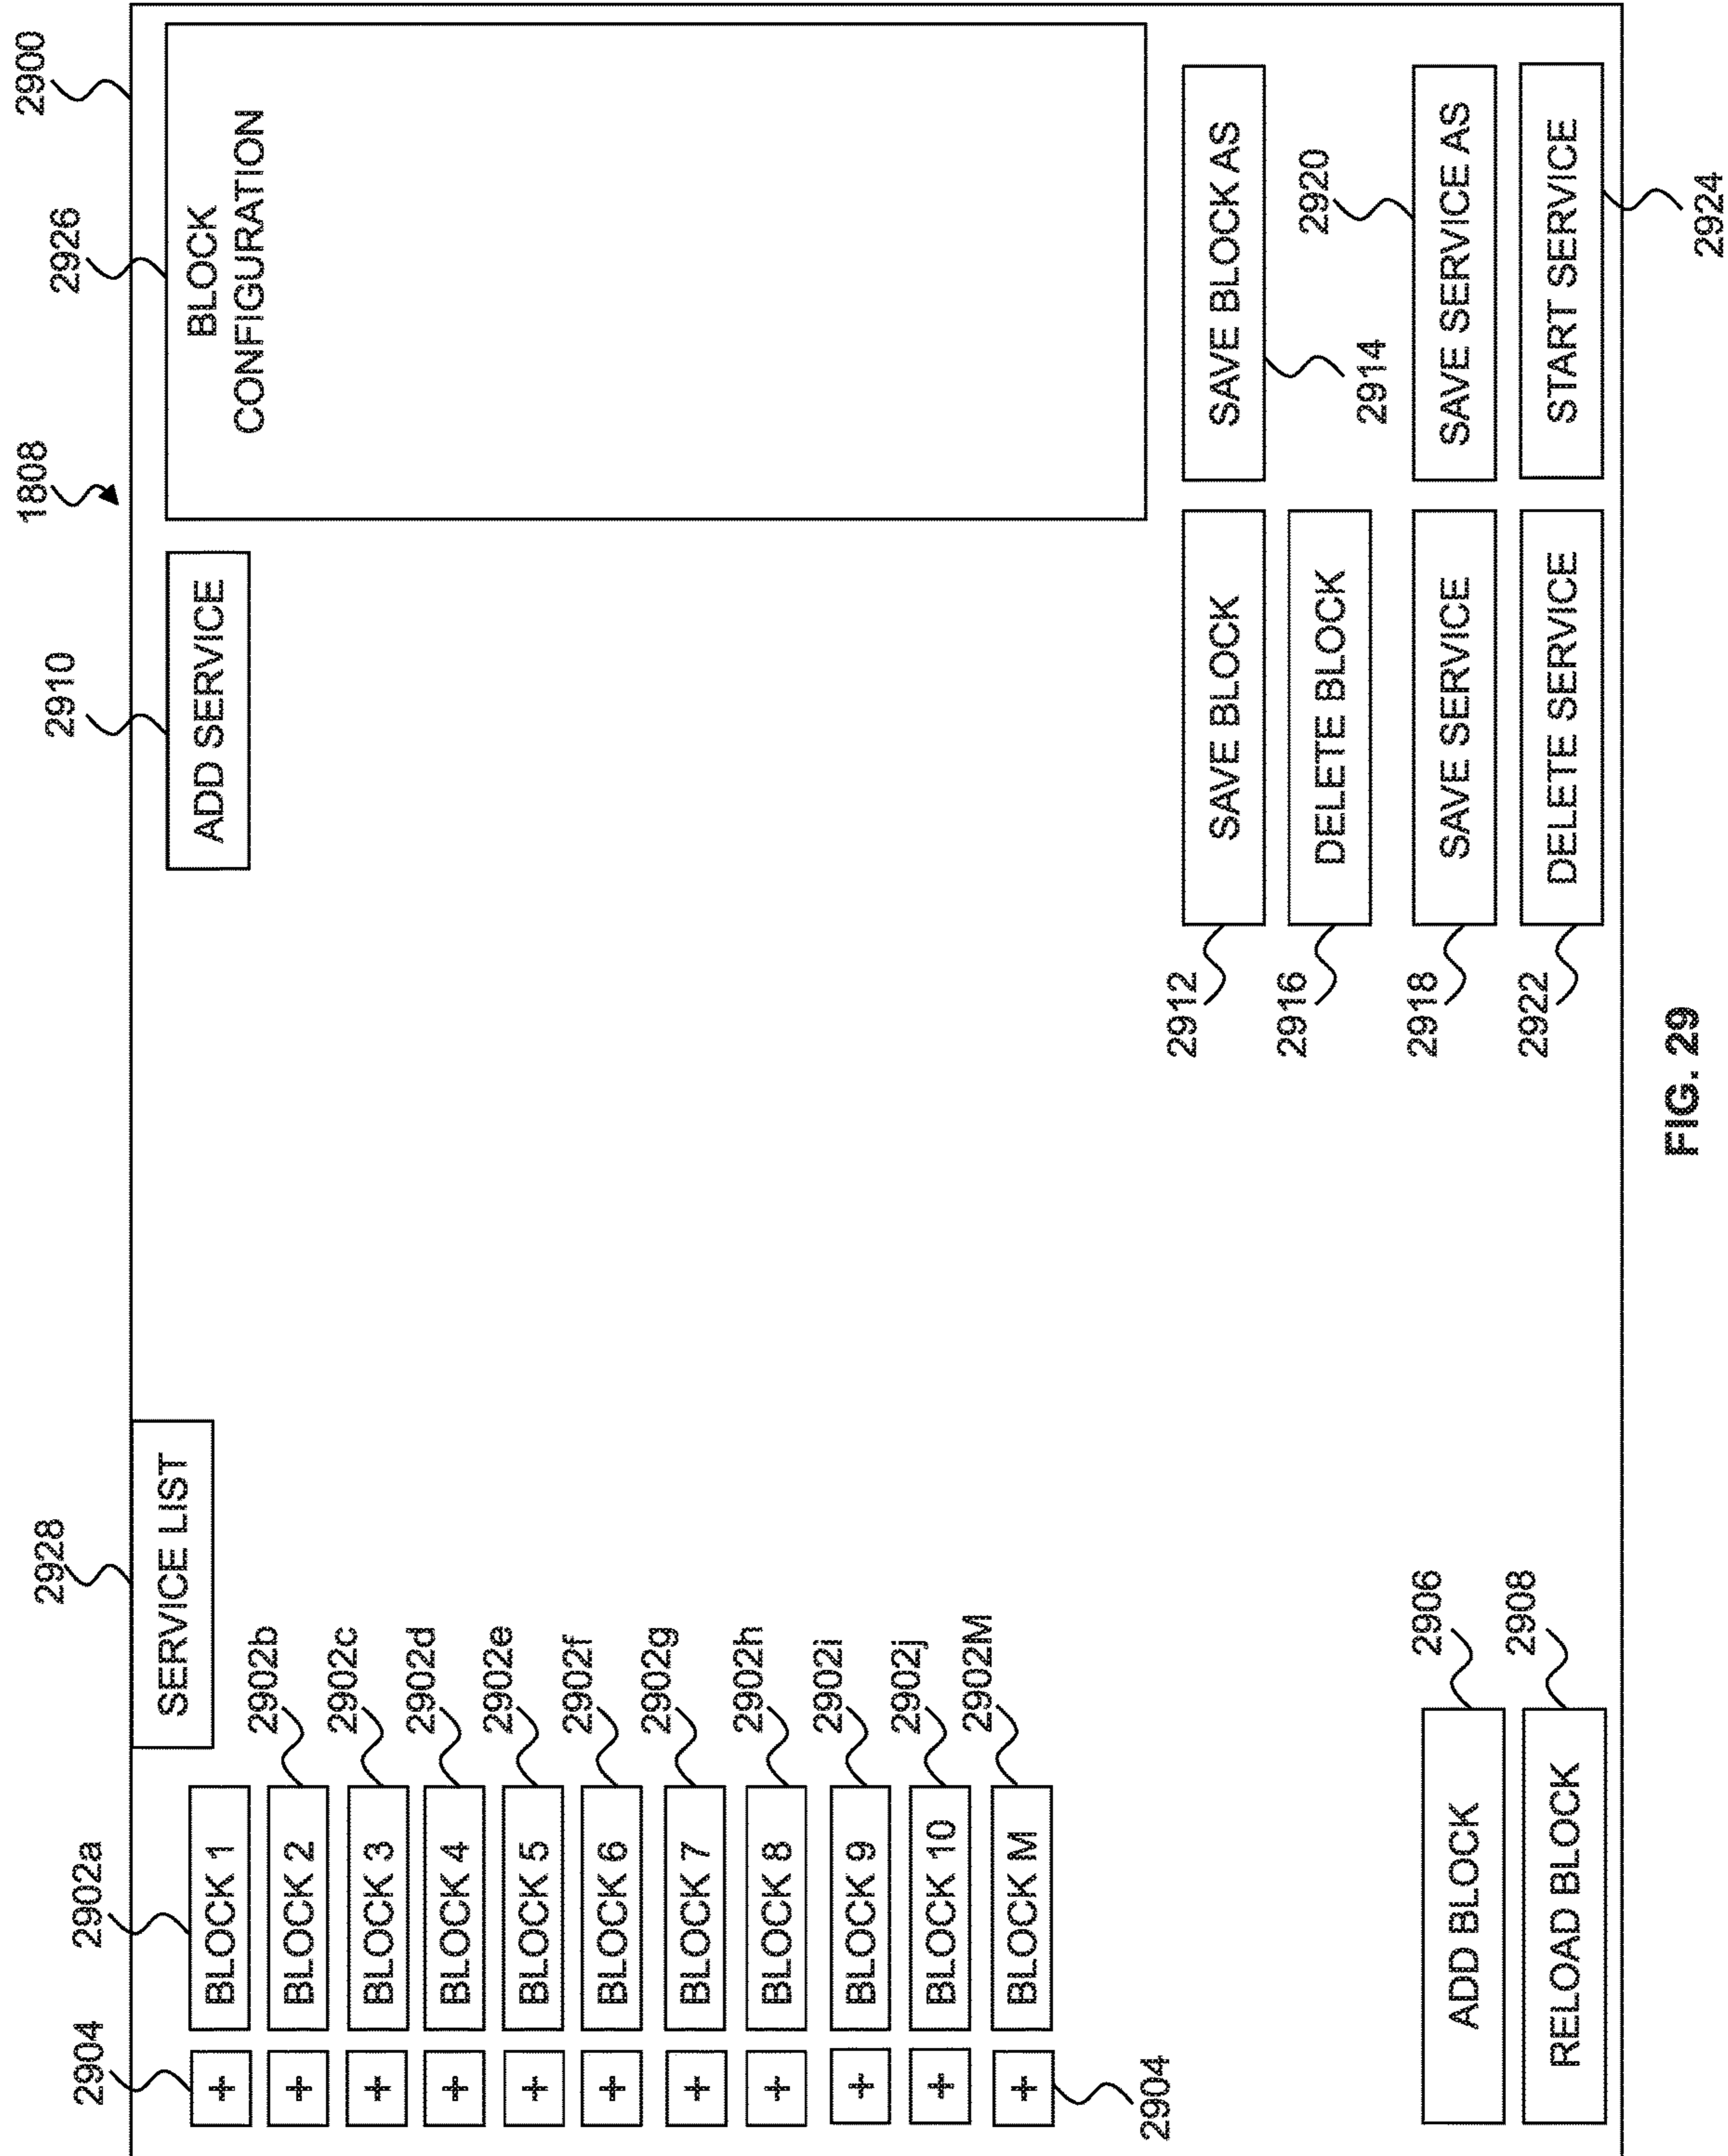 1808
2900
2928
2910
2926
SERVICE LIST
ADD SERVICE
BLOCK
CONFIGURATION
2904
2902a
+ BLOCK 1
+ BLOCK 2
2902b
+ BLOCK 3
2902c
+ BLOCK 4
2902d
+ BLOCK 5
2902e
+ BLOCK 6
2902f
+ BLOCK 7
2902g
+ BLOCK 8
2902h
+ BLOCK 9
2902i
+ BLOCK 10
2902j
+ BLOCK M
2902M
2904
2912
SAVE BLOCK
SAVE BLOCK AS
2914
2916
DELETE BLOCK
2920
2906
ADD BLOCK
2918
SAVE SERVICE
SAVE SERVICE AS
2908
RELOAD BLOCK
2922
DELETE SERVICE
START SERVICE
2924
FIG. 29